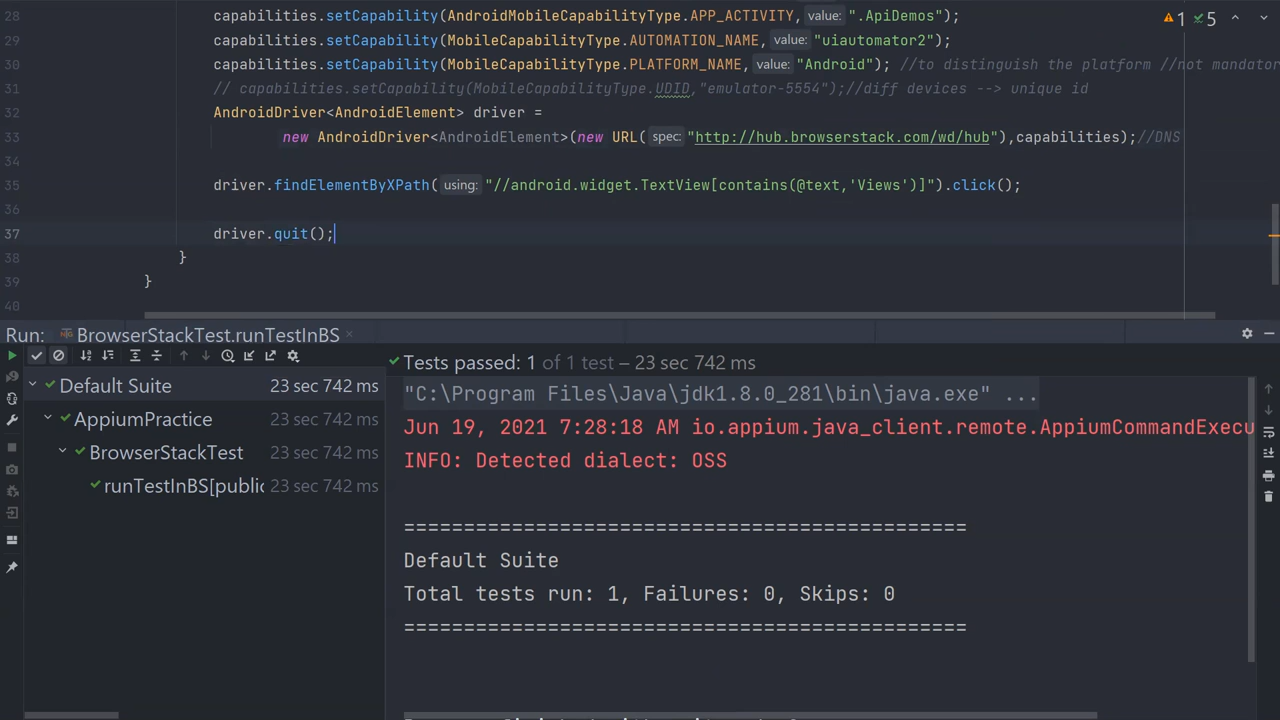 28 capabilities.setCapability(AndroidMobileCapabilityType.APP_ACTIVITY, value: ".ApiDemos");
1 5
29 capabilities.setCapability(MobileCapabilityType.AUTOMATION_NAME, value: "uiautomator2");
30 capabilities.setCapability(MobileCapabilityType.PLATFORM_NAME, value: "Android"); //to distinguish the platform //not mandator
31 // capabilities.setCapability(MobileCapabilityType.UDID,"emulator-5554");//diff devices --> unique id
32 AndroidDriver<AndroidElement> driver =
33 new AndroidDriver<AndroidElement>(new URL( spec: "http://hub.browserstack.com/wd/hub"),capabilities);//DNS
34
35 driver.findElementByXPath( using: "//android.widget.TextView[contains(@text,'Views')]").click();
36
37 driver.quit();
38 }
39 }
40
Run: BrowserStackTest.runTestInBS ×
Tests passed: 1 of 1 test – 23 sec 742 ms
Default Suite 23 sec 742 ms
AppiumPractice 23 sec 742 ms
BrowserStackTest 23 sec 742 ms
runTestInBS[public 23 sec 742 ms
"C:\Program Files\Java\jdk1.8.0_281\bin\java.exe" ...
Jun 19, 2021 7:28:18 AM io.appium.java_client.remote.AppiumCommandExecu
INFO: Detected dialect: OSS
===============================================
Default Suite
Total tests run: 1, Failures: 0, Skips: 0
===============================================